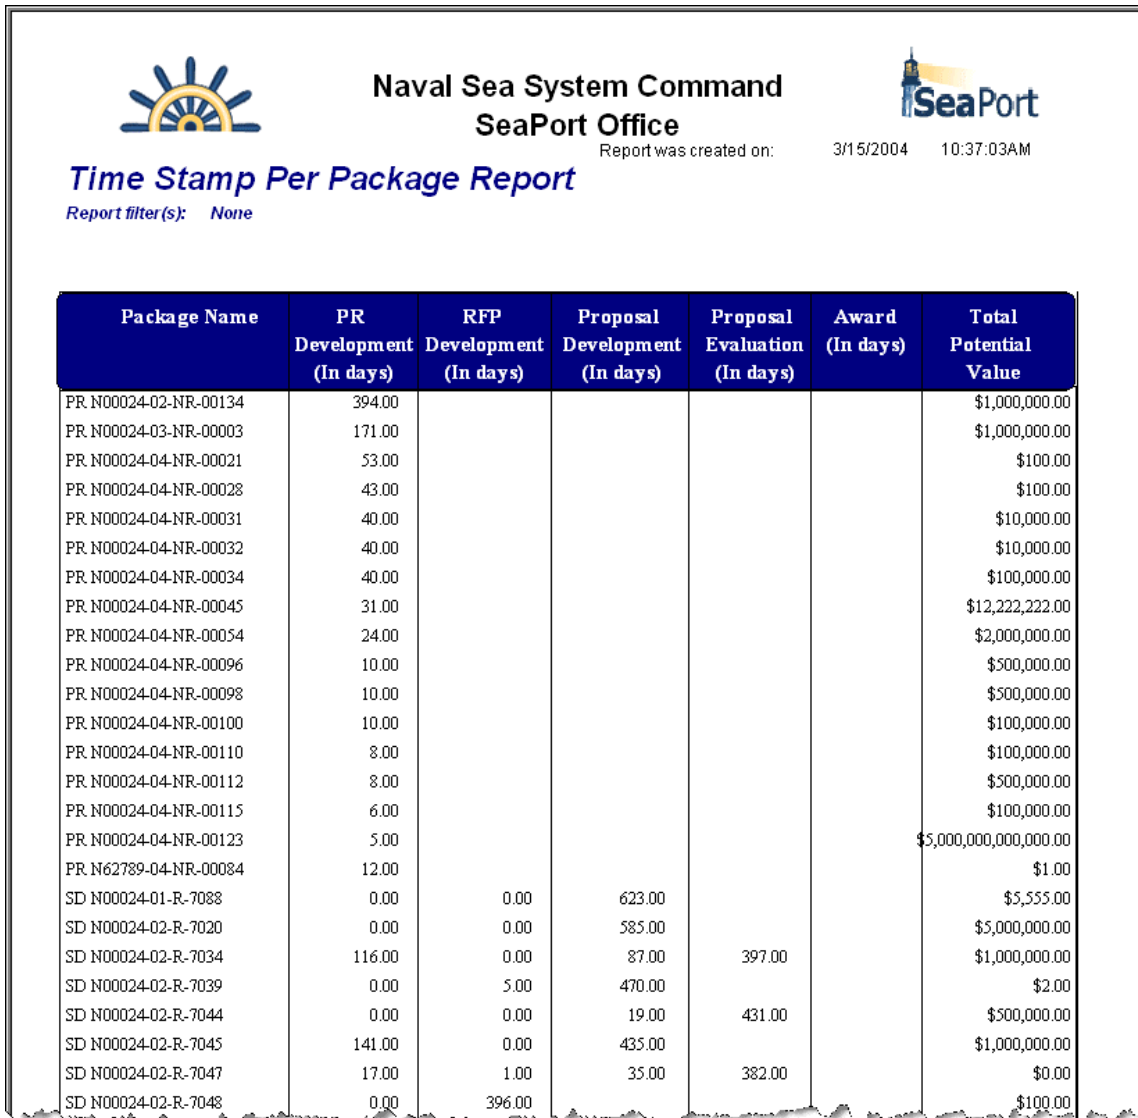 Naval Sea System Command
SeaPort Office
SeaPort
Report was created on: 3/15/2004 10:37:03AM
Time Stamp Per Package Report
Report filter(s): None
Package Name PR Development (In days) RFP Development (In days) Proposal Development (In days) Proposal Evaluation (In days) Award (In days) Total Potential Value
PR N00024-02-NR-00134 394.00 $1,000,000.00
PR N00024-03-NR-00003 171.00 $1,000,000.00
PR N00024-04-NR-00021 53.00 $100.00
PR N00024-04-NR-00028 43.00 $100.00
PR N00024-04-NR-00031 40.00 $10,000.00
PR N00024-04-NR-00032 40.00 $10,000.00
PR N00024-04-NR-00034 40.00 $100,000.00
PR N00024-04-NR-00045 31.00 $12,222,222.00
PR N00024-04-NR-00054 24.00 $2,000,000.00
PR N00024-04-NR-00096 10.00 $500,000.00
PR N00024-04-NR-00098 10.00 $500,000.00
PR N00024-04-NR-00100 10.00 $100,000.00
PR N00024-04-NR-00110 8.00 $100,000.00
PR N00024-04-NR-00112 8.00 $500,000.00
PR N00024-04-NR-00115 6.00 $100,000.00
PR N00024-04-NR-00123 5.00 $5,000,000,000,000.00
PR N62789-04-NR-00084 12.00 $1.00
SD N00024-01-R-7088 0.00 0.00 623.00 $5,555.00
SD N00024-02-R-7020 0.00 0.00 585.00 $5,000,000.00
SD N00024-02-R-7034 116.00 0.00 87.00 397.00 $1,000,000.00
SD N00024-02-R-7039 0.00 5.00 470.00 $2.00
SD N00024-02-R-7044 0.00 0.00 19.00 431.00 $500,000.00
SD N00024-02-R-7045 141.00 0.00 435.00 $1,000,000.00
SD N00024-02-R-7047 17.00 1.00 35.00 382.00 $0.00
SD N00024-02-R-7048 0.00 396.00 $100.00